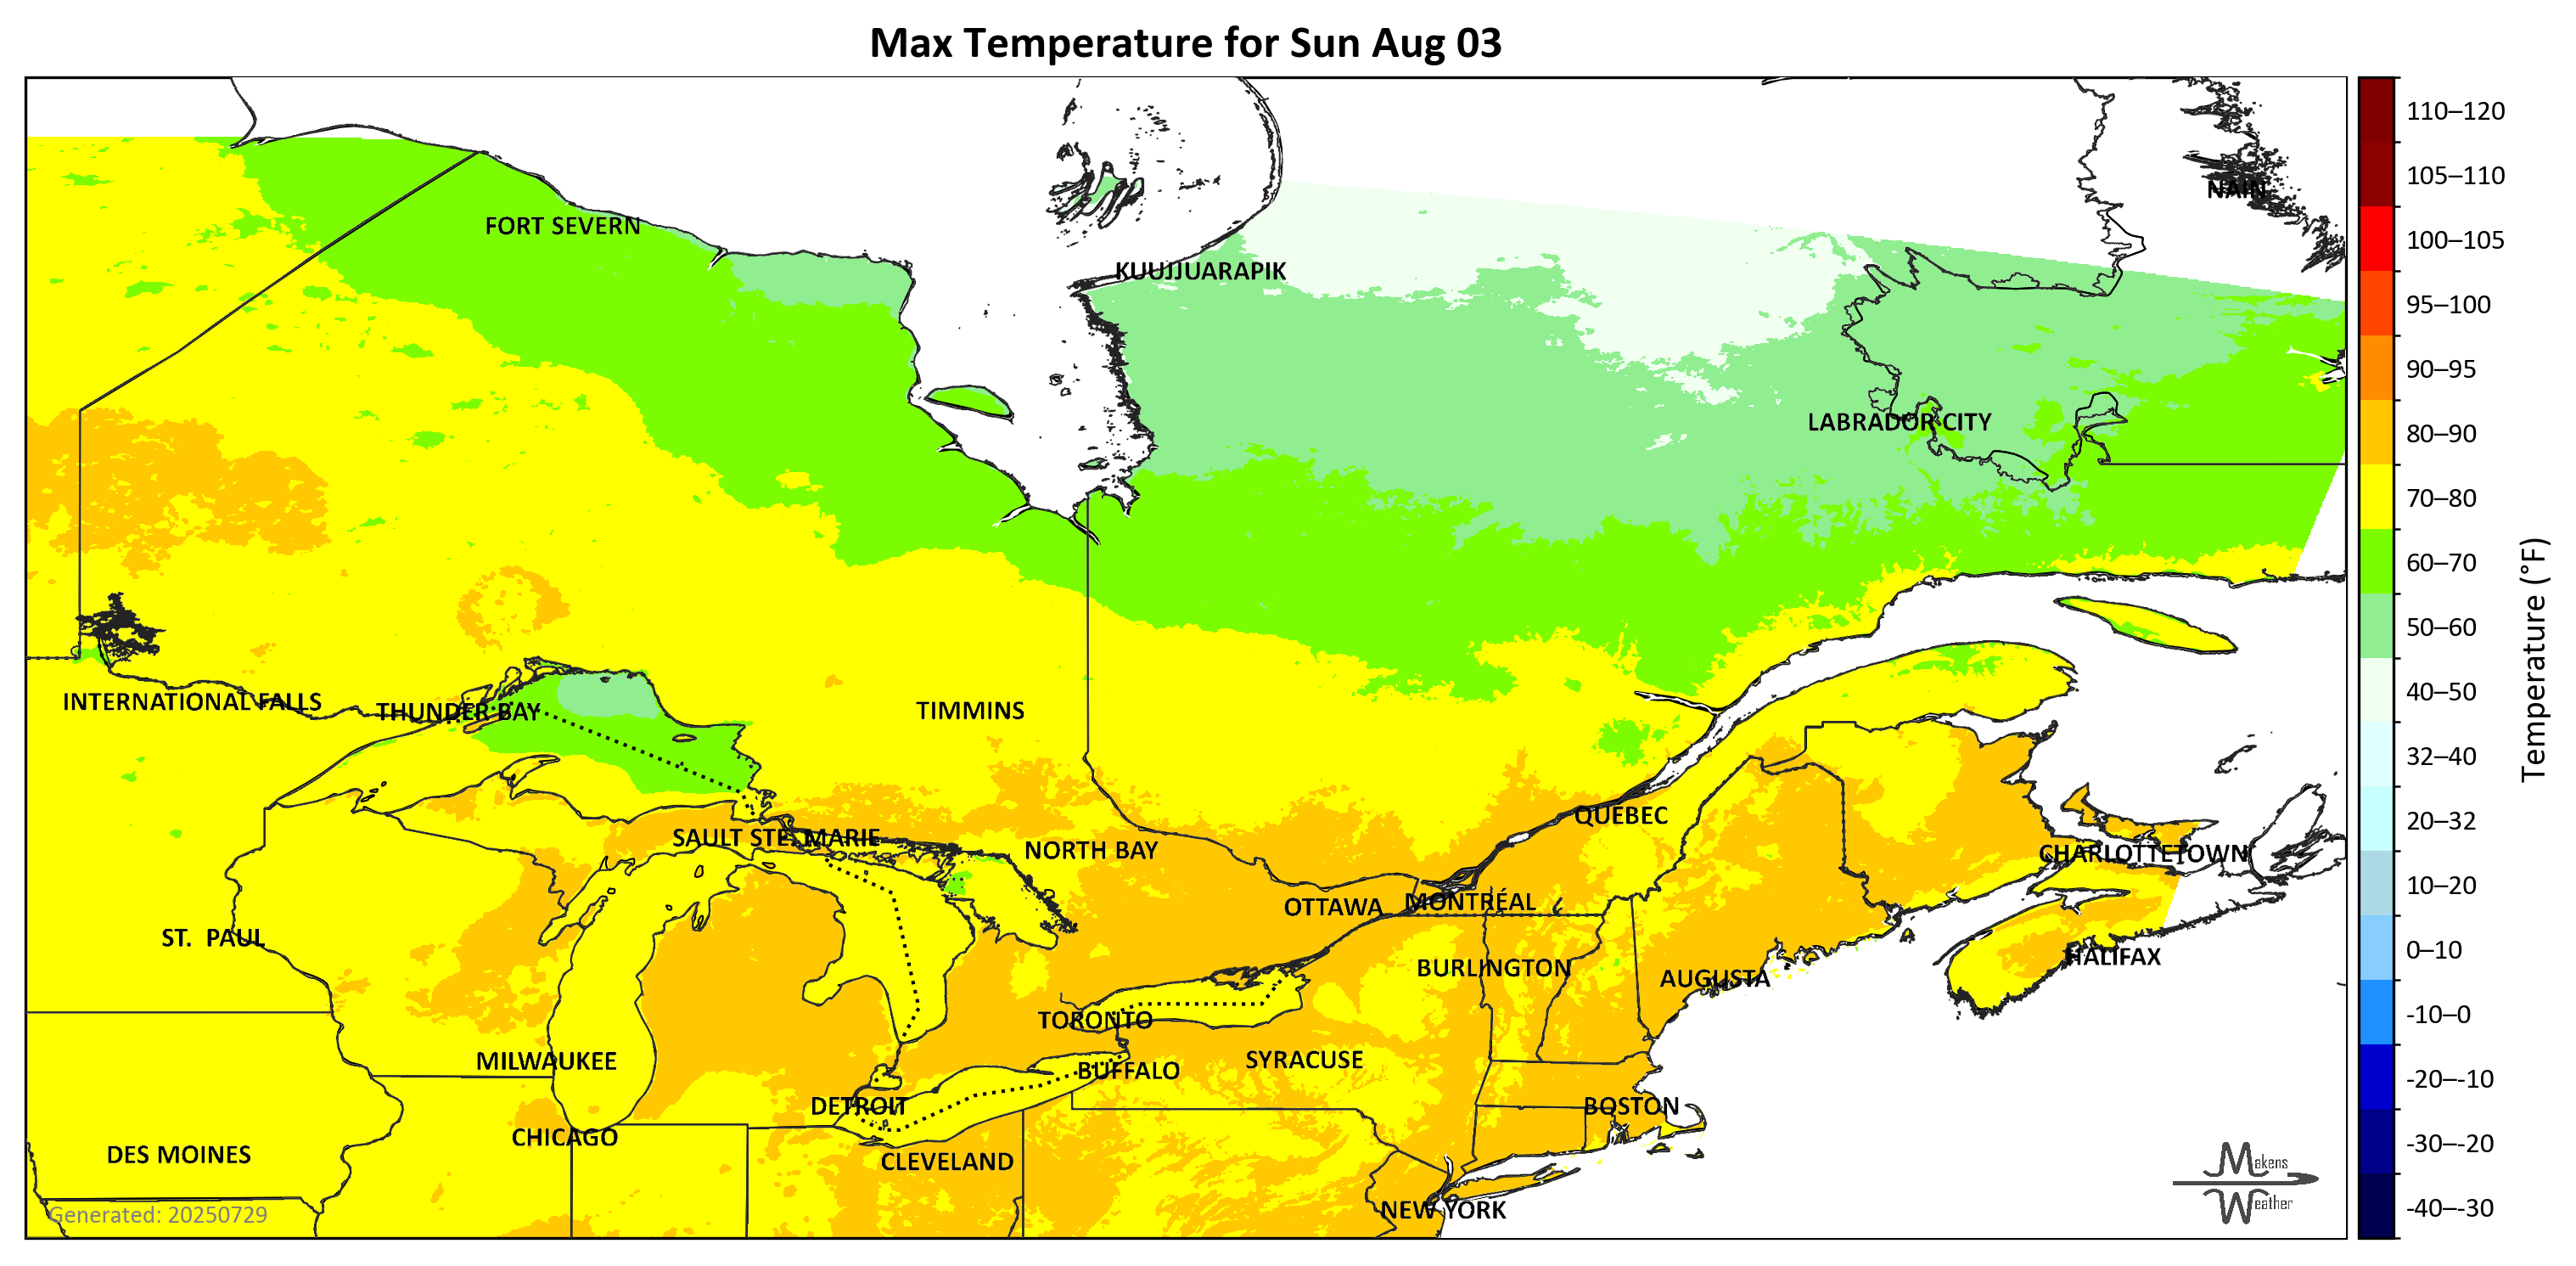 Max Temperature for Sun Aug 03
110–120
105–110
NAIN
FORT SEVERN
100–105
KUUJJUARAPIK
95–100
90–95
LABRADOR CITY
80–90
70–80
60–70
Temperature (°F)
50–60
40–50
INTERNATIONAL FALLS
THUNDER BAY
TIMMINS
32–40
QUEBEC
20–32
SAULT STE. MARIE
NORTH BAY
CHARLOTTETOWN
10–20
OTTAWA
MONTRÉAL
ST. PAUL
0–10
HALIFAX
BURLINGTON
AUGUSTA
-10–0
TORONTO
MILWAUKEE
SYRACUSE
BUFFALO
-20–-10
DETROIT
BOSTON
CHICAGO
-30–-20
DES MOINES
CLEVELAND
Makens
Weather
-40–-30
NEW YORK
Generated: 20250729